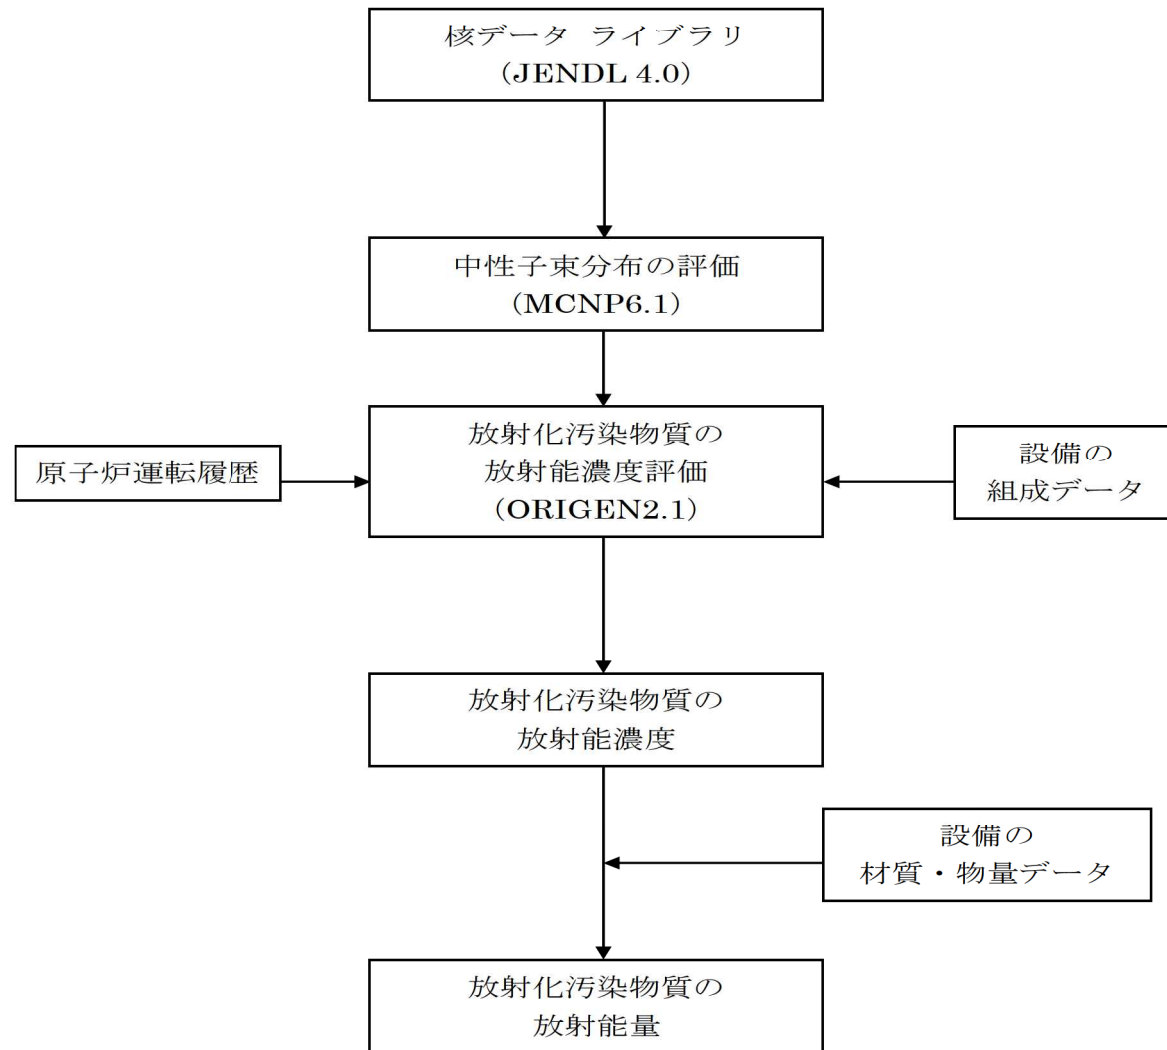 核データ ライブラリ
(JENDL 4.0)
中性子束分布の評価
(MCNP6.1)
放射化汚染物質の
放射能濃度評価
(ORIGEN2.1)
原子炉運転履歴
設備の
組成データ
放射化汚染物質の
放射能濃度
設備の
材質・物量データ
放射化汚染物質の
放射能量